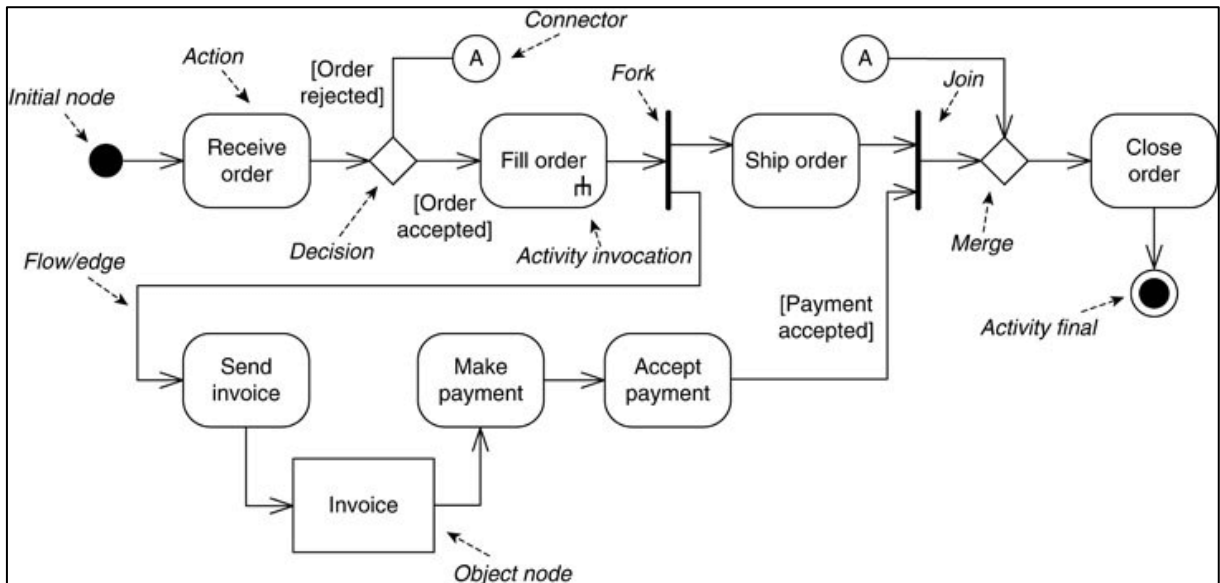 Connector
A
A
Action
[Order
rejected]
Fork
Join
Initial node
Receive
order
Fill order
Ship order
Close
order
[Order
accepted]
Decision
Activity invocation
Merge
Flow/edge
[Payment
accepted]
Activity final
Send
invoice
Make
payment
Accept
payment
Invoice
Object node